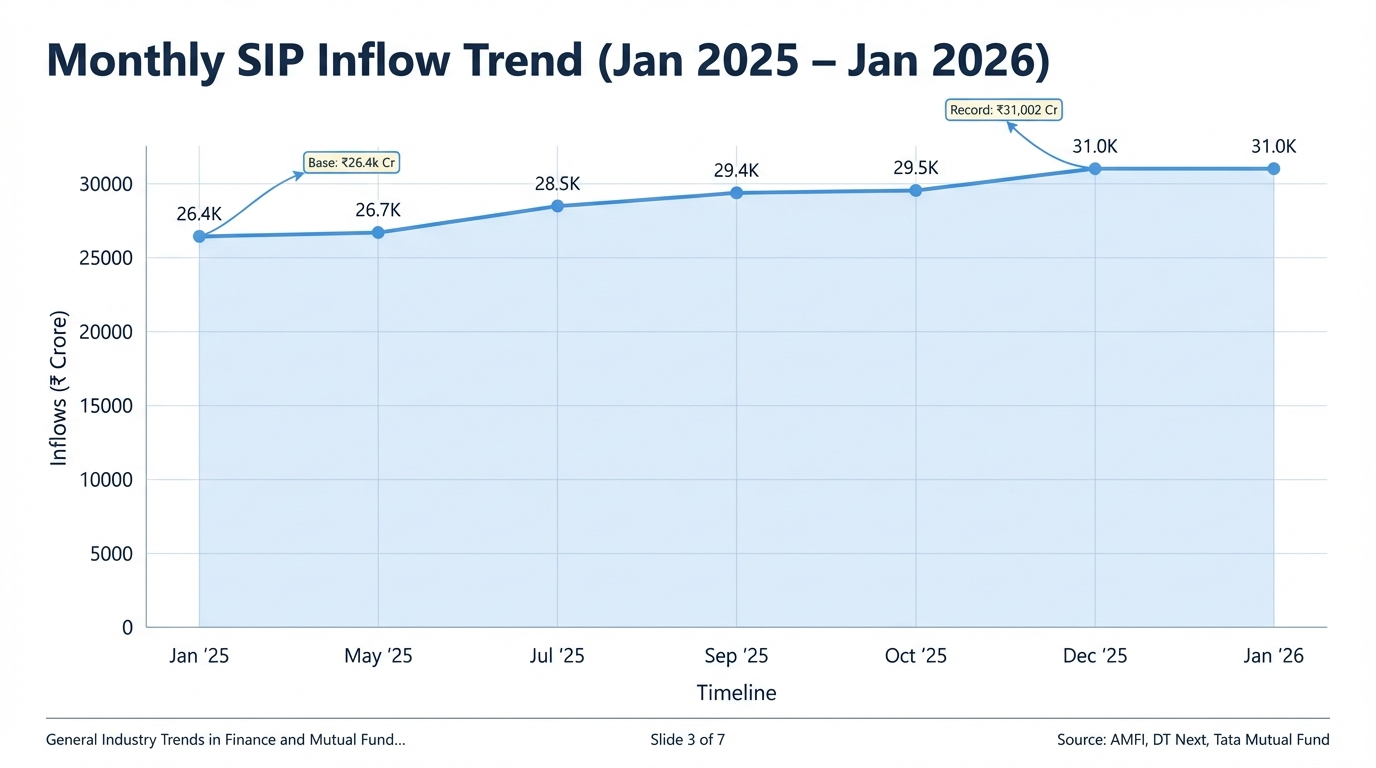 Monthly SIP Inflow Trend (Jan 2025 – Jan 2026)
Record: ₹31,002 Cr
Base: ₹26.4k Cr
26.4K
26.7K
28.5K
29.4K
29.5K
31.0K
31.0K
Inflows (₹ Crore)
30000
25000
20000
15000
10000
5000
0
Jan ’25
May ’25
Jul ’25
Sep ’25
Oct ’25
Dec ’25
Jan ’26
Timeline
General Industry Trends in Finance and Mutual Fund...
Slide 3 of 7
Source: AMFI, DT Next, Tata Mutual Fund